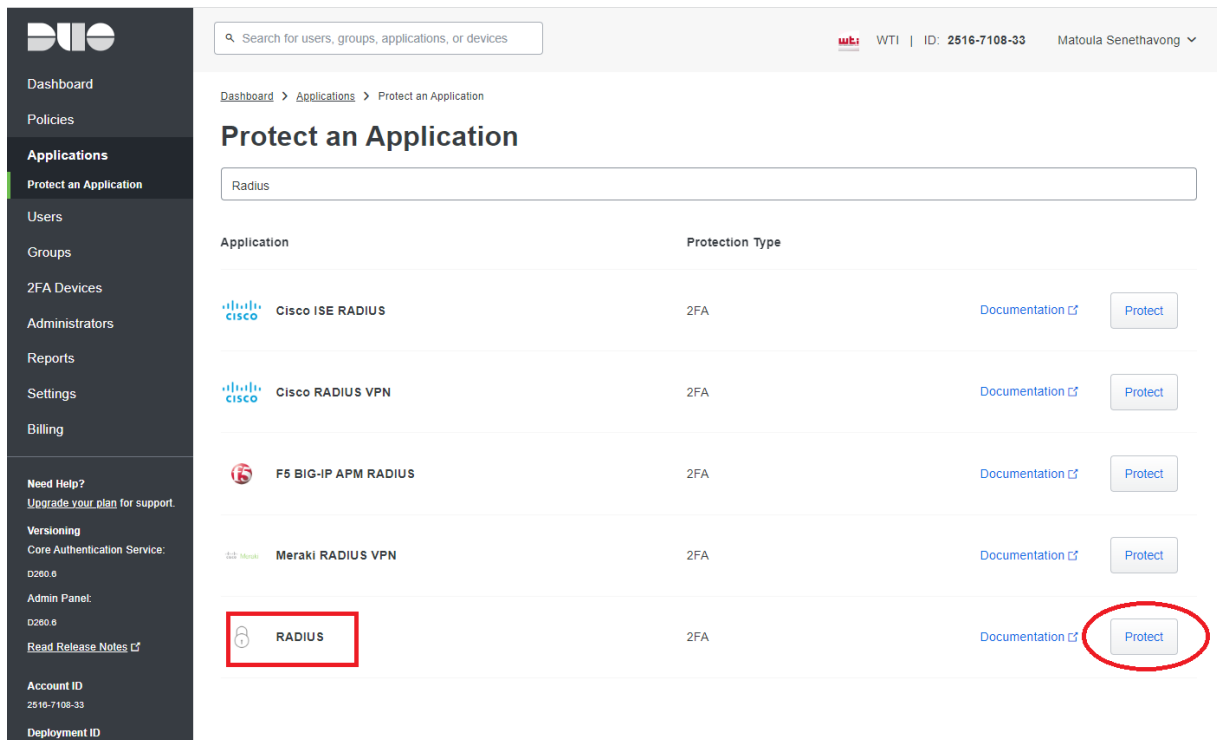 DUO
Search for users, groups, applications, or devices
wti WTI | ID: 2516-7108-33 Matoula Senethavong
Dashboard
Policies
Applications
Protect an Application
Users
Groups
2FA Devices
Administrators
Reports
Settings
Billing
Need Help?
Upgrade your plan for support.
Versioning
Core Authentication Service:
D260.6
Admin Panel:
D260.6
Read Release Notes
Account ID
2516-7108-33
Deployment ID
Dashboard > Applications > Protect an Application
Protect an Application
Radius
Application Protection Type
CISCO Cisco ISE RADIUS 2FA Documentation Protect
CISCO Cisco RADIUS VPN 2FA Documentation Protect
f5 F5 BIG-IP APM RADIUS 2FA Documentation Protect
Meraki Meraki RADIUS VPN 2FA Documentation Protect
RADIUS 2FA Documentation Protect